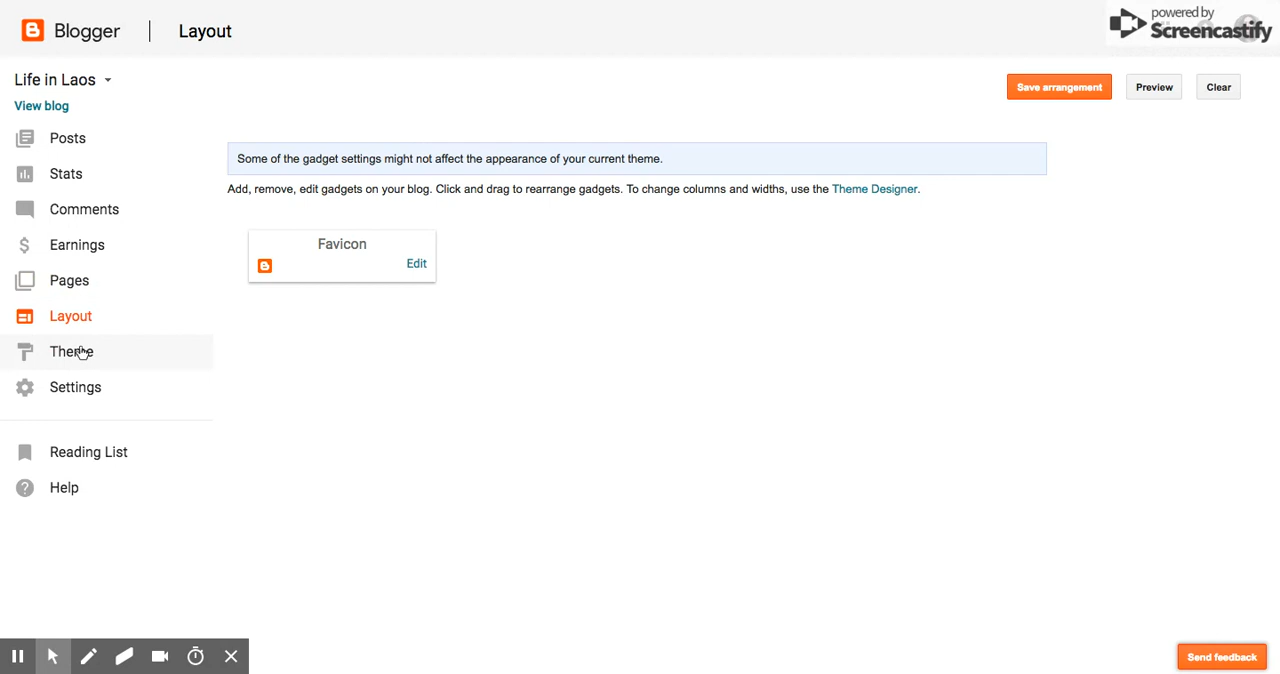 Blogger | Layout
powered by
Screencastify
Life in Laos
View blog
Save arrangement
Preview
Clear
Posts
Stats
Comments
Earnings
Pages
Layout
Theme
Settings
Reading List
Help
Some of the gadget settings might not affect the appearance of your current theme.
Add, remove, edit gadgets on your blog. Click and drag to rearrange gadgets. To change columns and widths, use the Theme Designer.
Favicon
Edit
Send feedback